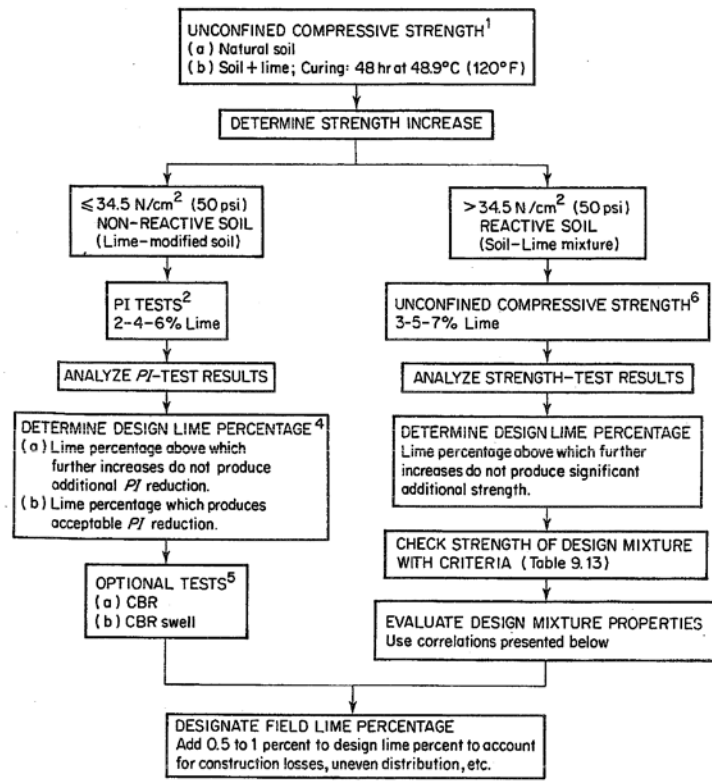 UNCONFINED COMPRESSIVE STRENGTH¹
(a) Natural soil
(b) Soil + lime; Curing: 48 hr at 48.9°C (120°F)
DETERMINE STRENGTH INCREASE
⩽34.5 N/cm² (50 psi)
NON-REACTIVE SOIL
(Lime-modified soil)
>34.5 N/cm² (50 psi)
REACTIVE SOIL
(Soil-Lime mixture)
PI TESTS²
2-4-6% Lime
UNCONFINED COMPRESSIVE STRENGTH⁶
3-5-7% Lime
ANALYZE PI-TEST RESULTS
ANALYZE STRENGTH-TEST RESULTS
DETERMINE DESIGN LIME PERCENTAGE⁴
(a) Lime percentage above which
further increases do not produce
additional PI reduction.
(b) Lime percentage which produces
acceptable PI reduction.
DETERMINE DESIGN LIME PERCENTAGE
Lime percentage above which further
increases do not produce significant
additional strength.
CHECK STRENGTH OF DESIGN MIXTURE
WITH CRITERIA (Table 9.13)
OPTIONAL TESTS⁵
(a) CBR
(b) CBR swell
EVALUATE DESIGN MIXTURE PROPERTIES
Use correlations presented below
DESIGNATE FIELD LIME PERCENTAGE
Add 0.5 to 1 percent to design lime percent to account
for construction losses, uneven distribution, etc.